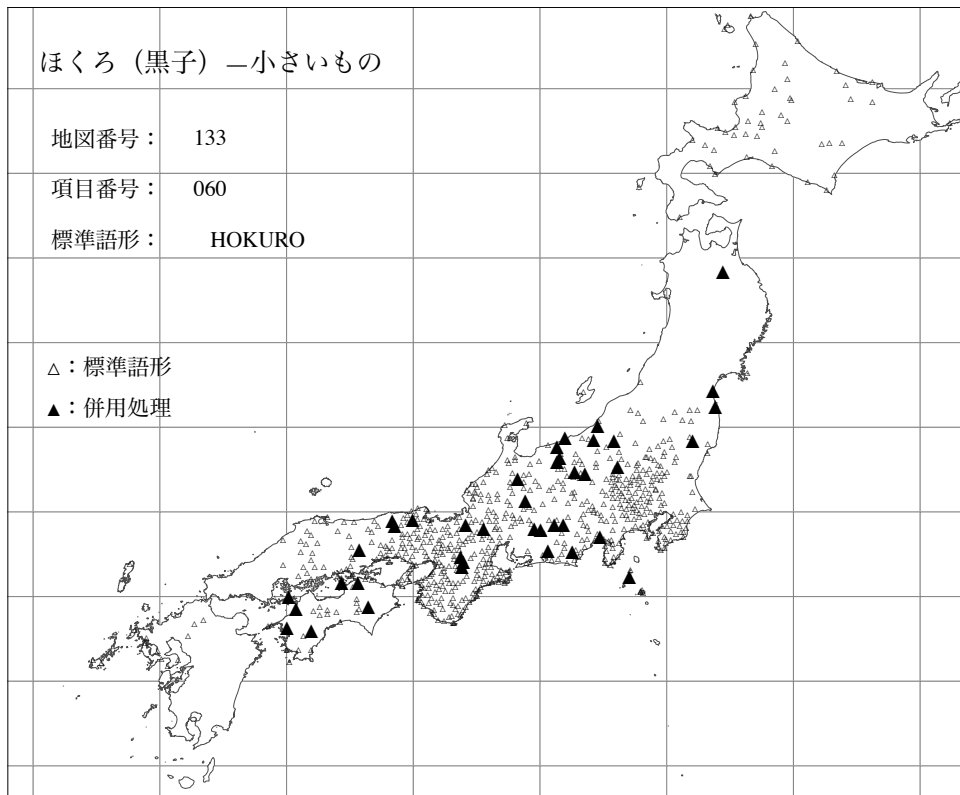 ほくろ（黒子）—小さいもの
地図番号： 133
項目番号： 060
標準語形： HOKURO
△：標準語形
▲：併用処理